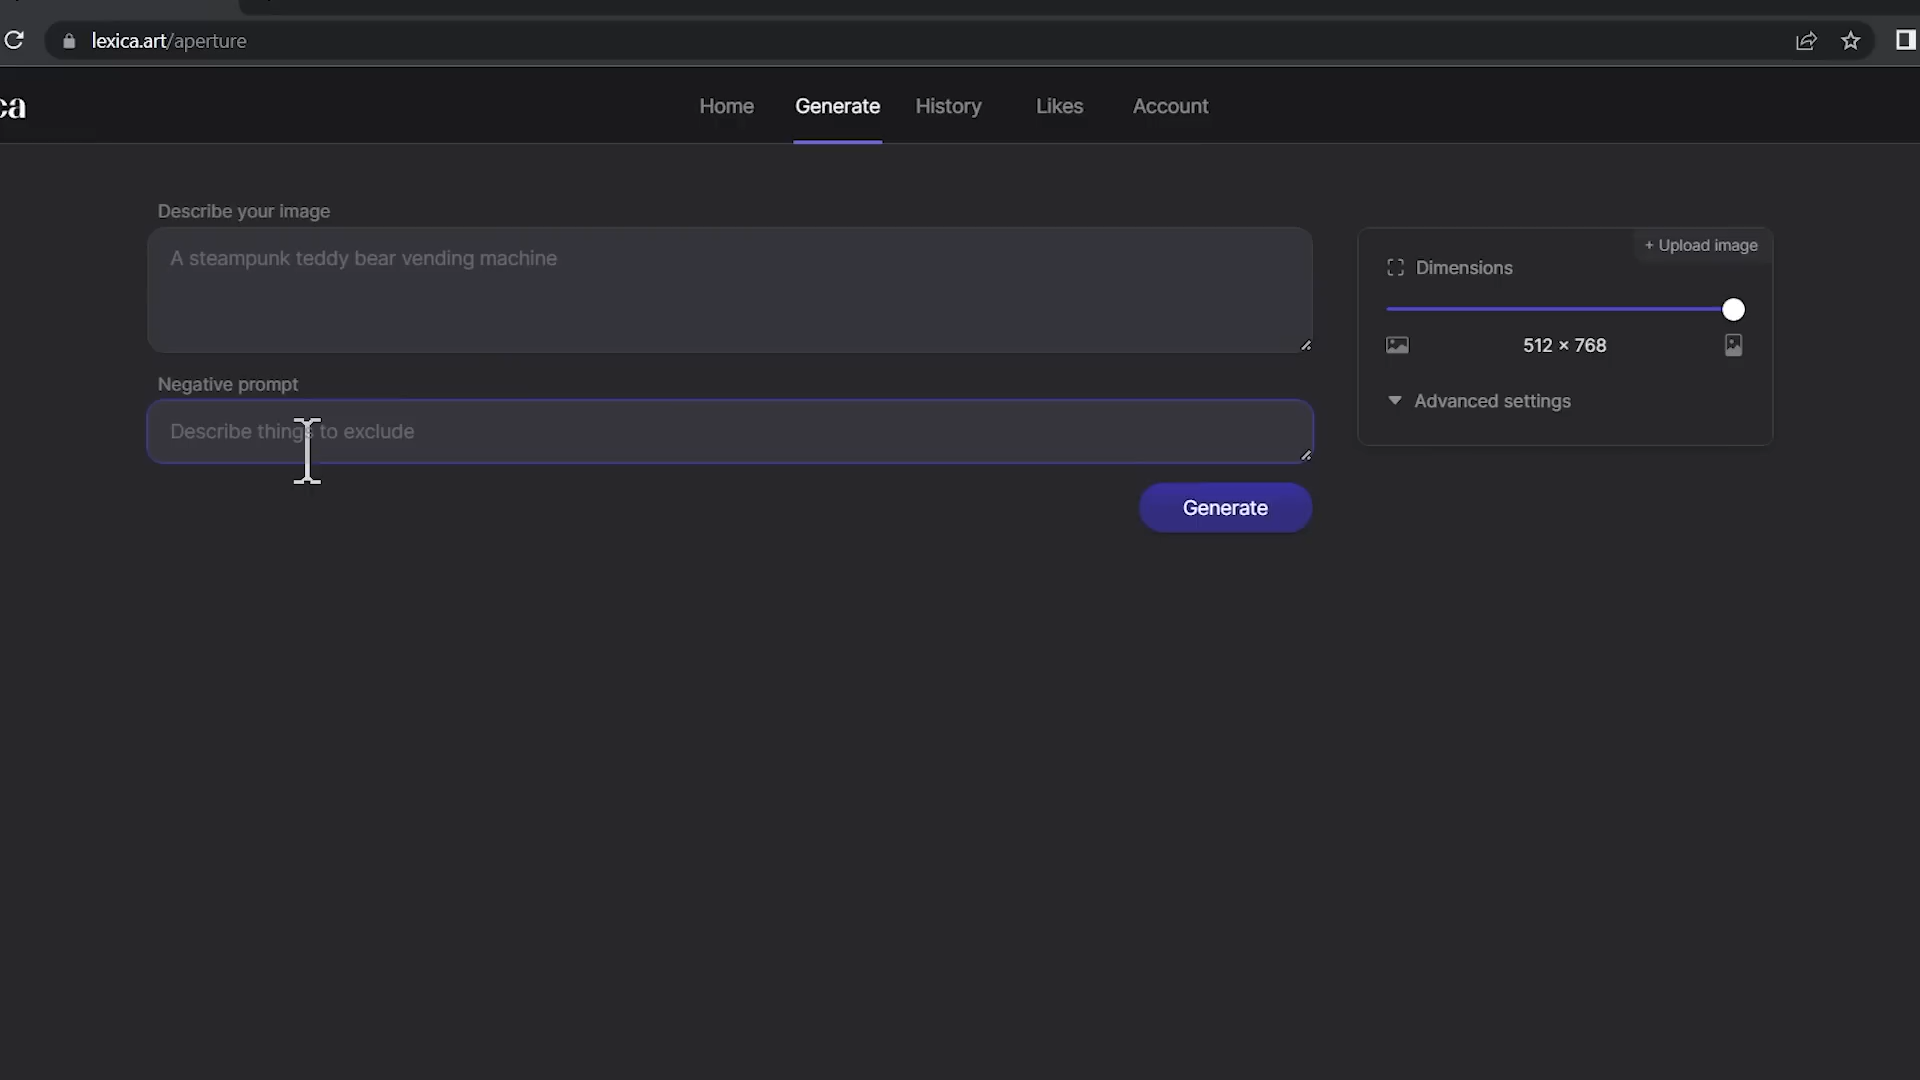 lexica.art/aperture
ca
Home Generate History Likes Account
Describe your image
A steampunk teddy bear vending machine
+ Upload image
Dimensions
512 × 768
Advanced settings
Negative prompt
Describe things to exclude
Generate